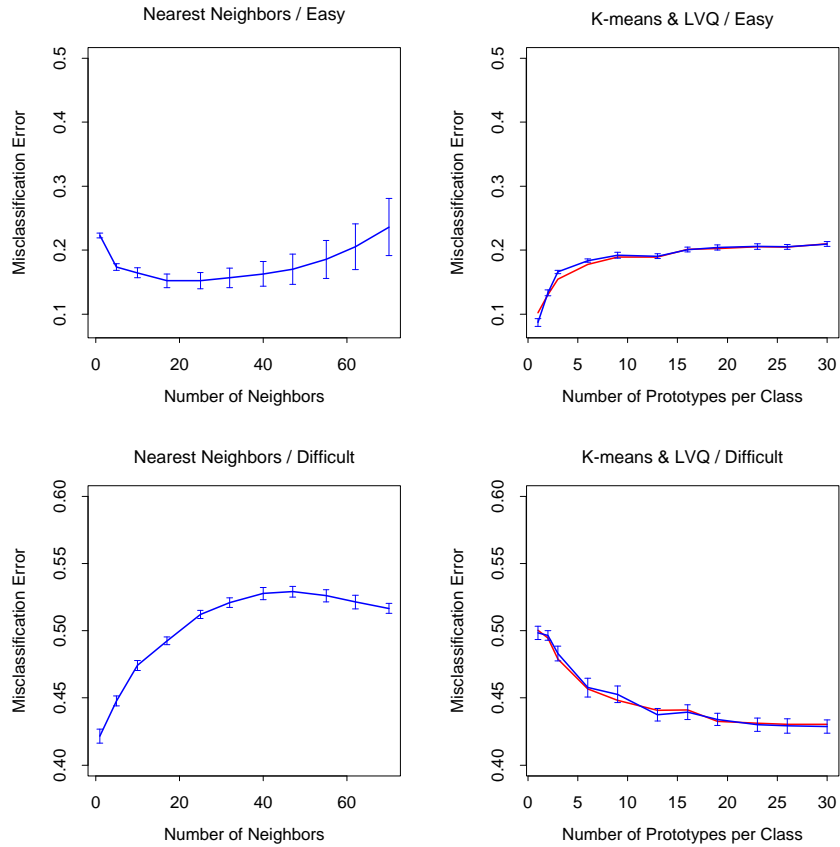 Nearest Neighbors / Easy
Misclassification Error
0.1 0.2 0.3 0.4 0.5
0 20 40 60
Number of Neighbors
K-means & LVQ / Easy
Misclassification Error
0.1 0.2 0.3 0.4 0.5
0 5 10 15 20 25 30
Number of Prototypes per Class
Nearest Neighbors / Difficult
Misclassification Error
0.40 0.45 0.50 0.55 0.60
0 20 40 60
Number of Neighbors
K-means & LVQ / Difficult
Misclassification Error
0.40 0.45 0.50 0.55 0.60
0 5 10 15 20 25 30
Number of Prototypes per Class